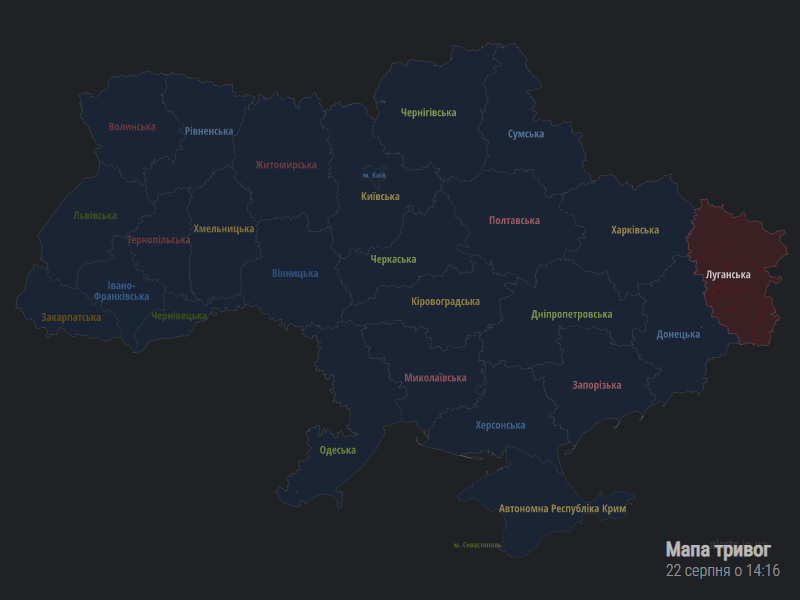 Чернігівська
Волинська
Рівненська
Сумська
Житомирська
м. Київ
Київська
Львівська
Полтавська
Хмельницька
Харківська
Тернопільська
Черкаська
Вінницька
Луганська
Івано-
Франківська
Кіровоградська
Закарпатська
Чернівецька
Дніпропетровська
Донецька
Миколаївська
Запорізька
Херсонська
Одеська
Автономна Республіка Крим
м. Севастополь
Мапа тривог
22 серпня о 14:16